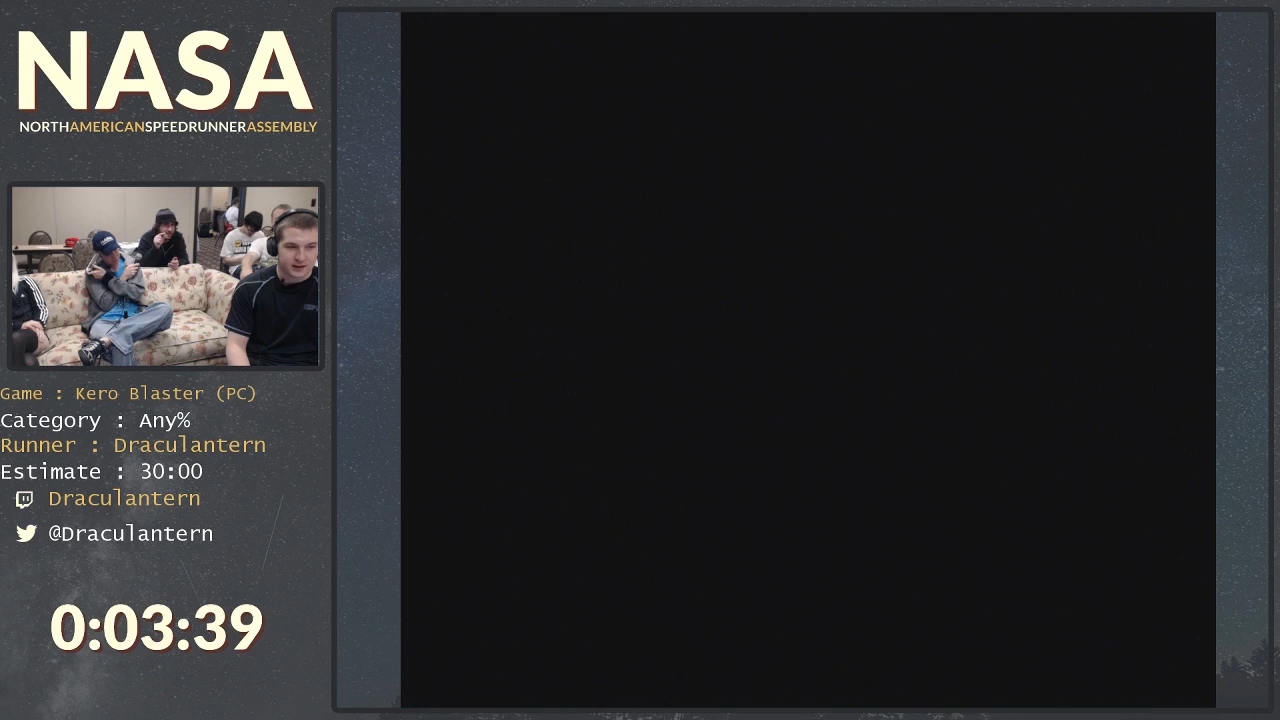 NASA
NORTHAMERICANSPEEDRUNNERASSEMBLY
Game : Kero Blaster (PC)
Category : Any%
Runner : Draculantern
Estimate : 30:00
Draculantern
@Draculantern
0:03:39